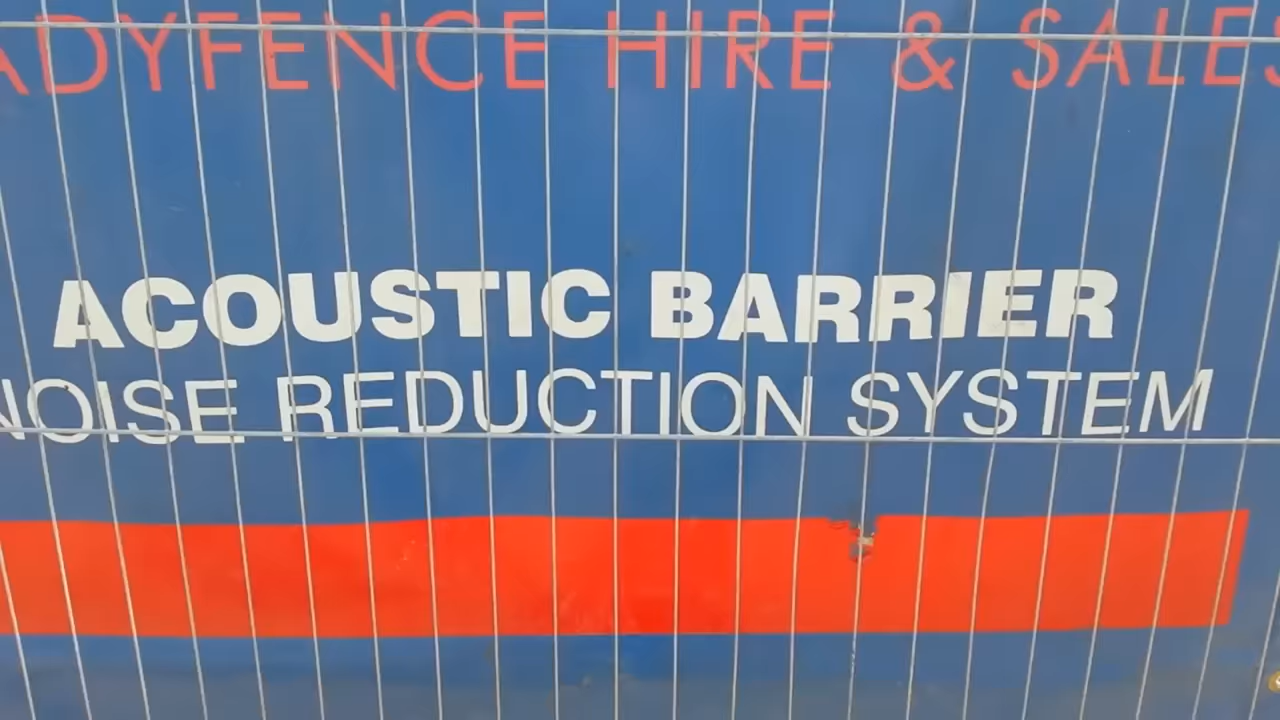 ADYFENCE HIRE & SALES
ACOUSTIC BARRIER
NOISE REDUCTION SYSTEM